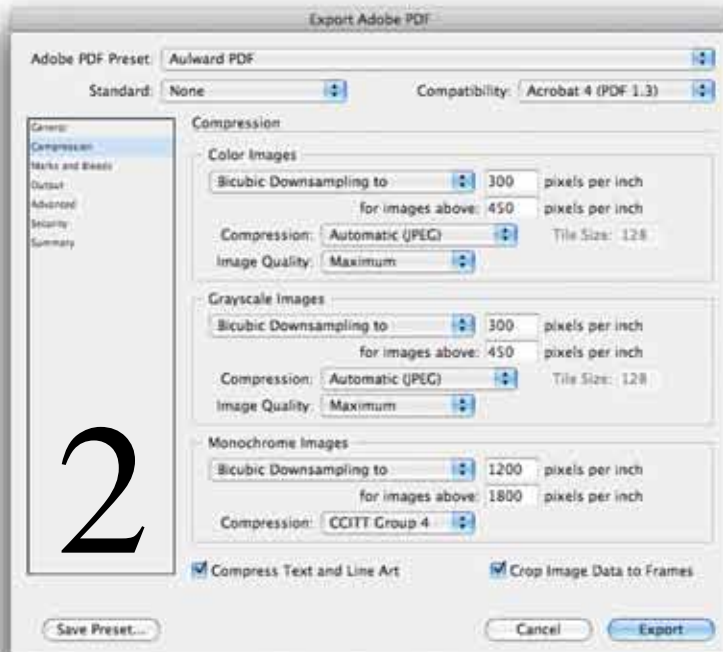 Export Adobe PDF
Adobe PDF Preset: Aulward PDF
Standard: None Compatibility: Acrobat 4 (PDF 1.3)
General
Compression
Marks and Bleeds
Output
Advanced
Security
Summary
2
Compression
Color Images
Bicubic Downsampling to 300 pixels per inch
for images above: 450 pixels per inch
Compression: Automatic (JPEG) Tile Size: 128
Image Quality: Maximum
Grayscale Images
Bicubic Downsampling to 300 pixels per inch
for images above: 450 pixels per inch
Compression: Automatic (JPEG) Tile Size: 128
Image Quality: Maximum
Monochrome Images
Bicubic Downsampling to 1200 pixels per inch
for images above: 1800 pixels per inch
Compression: CCITT Group 4
Compress Text and Line Art Crop Image Data to Frames
Save Preset... Cancel Export